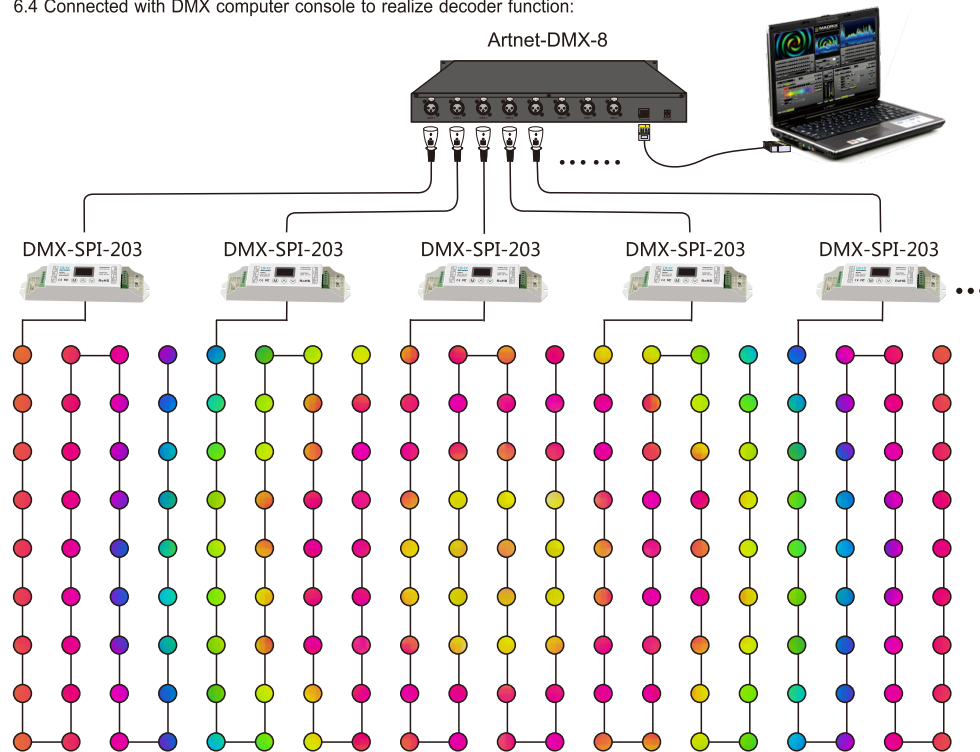 6.4 Connected with DMX computer console to realize decoder function:
Artnet-DMX-8
DMX-SPI-203 DMX-SPI-203 DMX-SPI-203 DMX-SPI-203 DMX-SPI-203